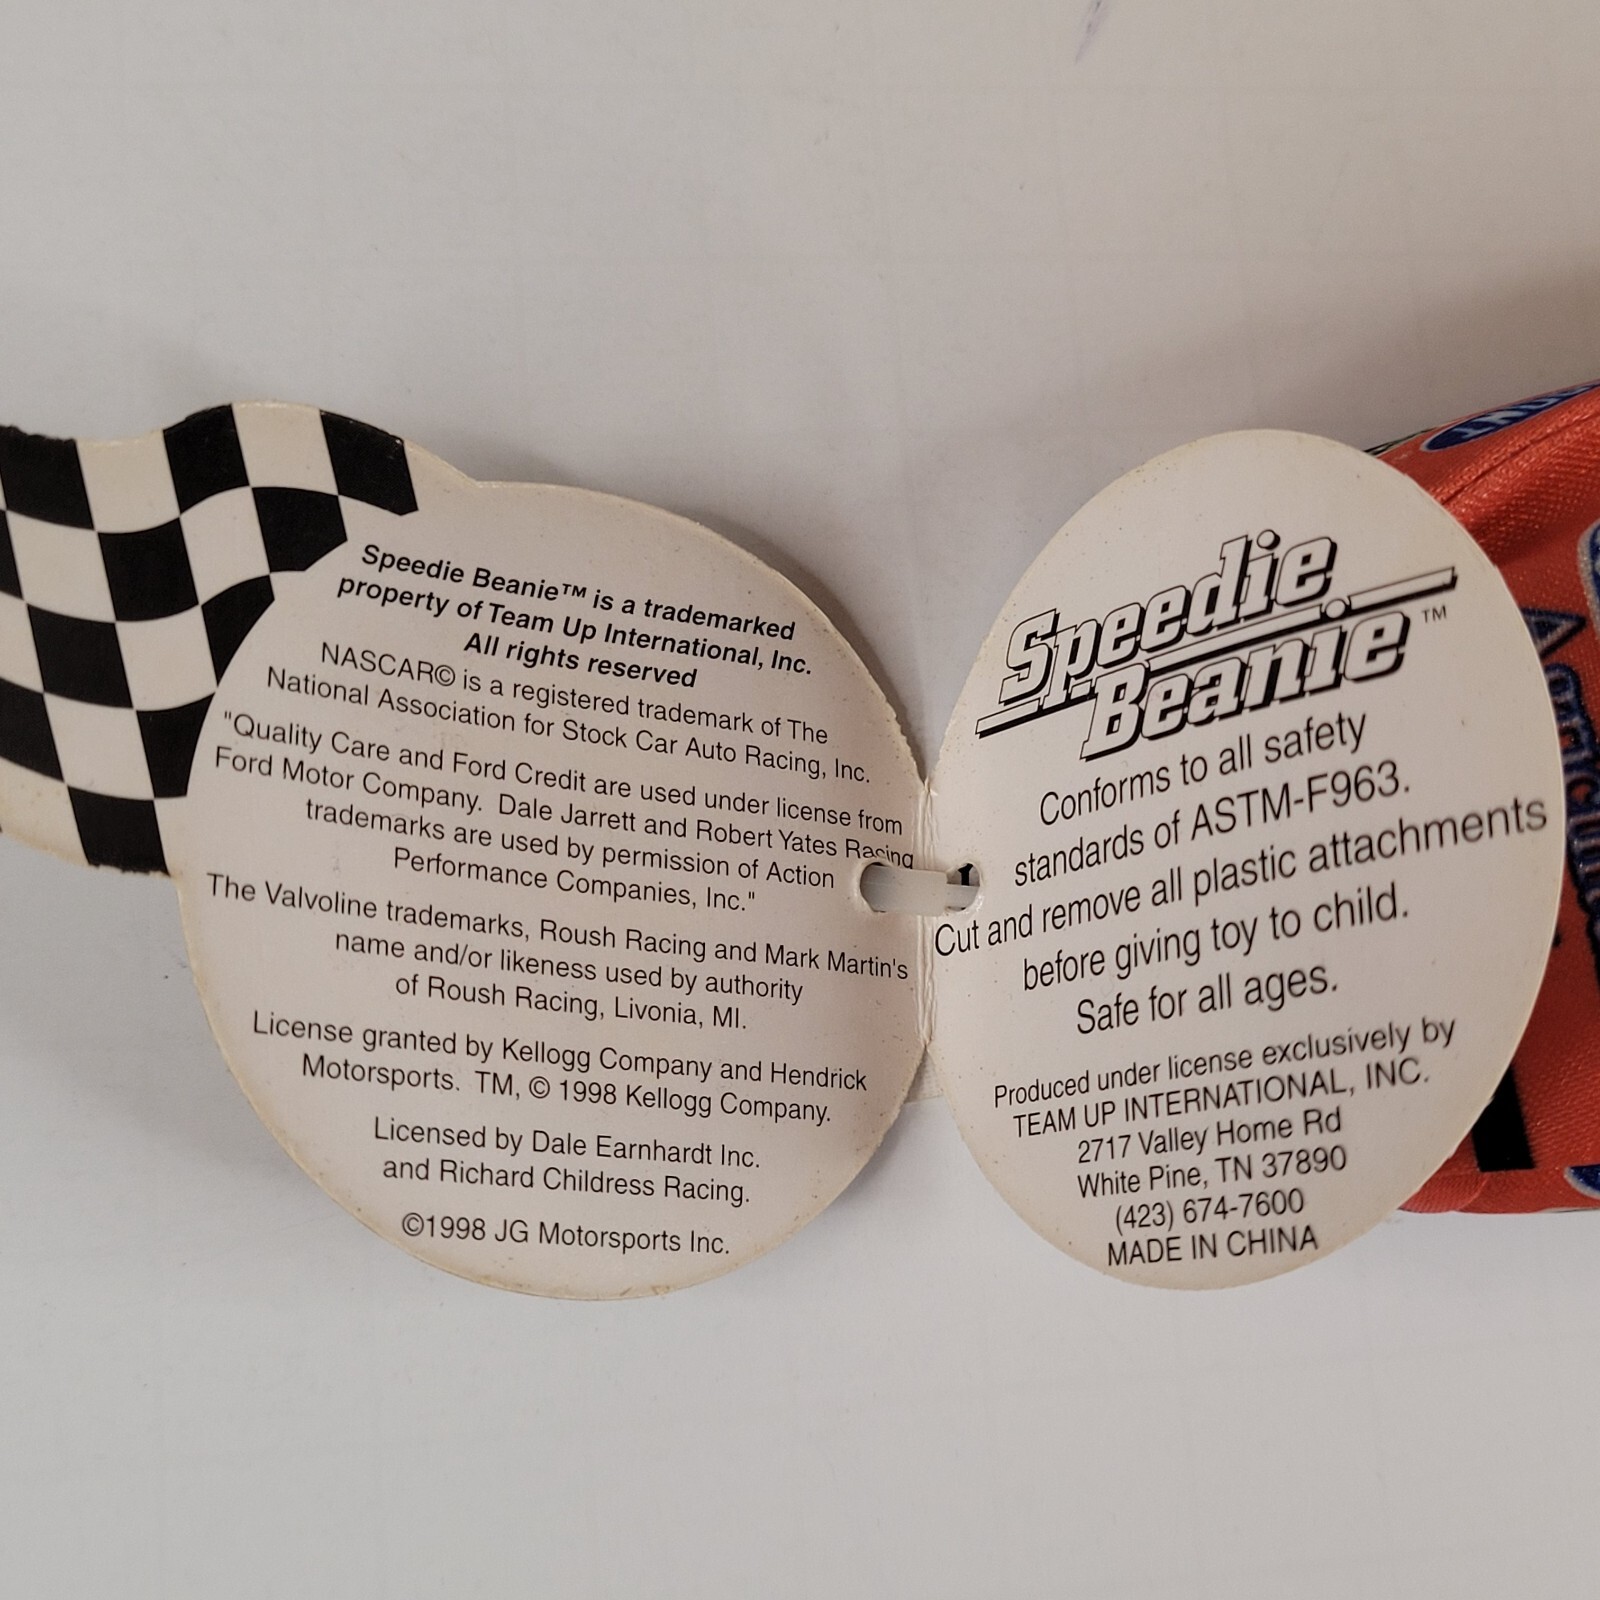 Speedie Beanie™ is a trademarked
property of Team Up International, Inc.
All rights reserved
NASCAR© is a registered trademark of The
National Association for Stock Car Auto Racing, Inc.
"Quality Care and Ford Credit are used under license from
Ford Motor Company. Dale Jarrett and Robert Yates Racing
trademarks are used by permission of Action
Performance Companies, Inc."
The Valvoline trademarks, Roush Racing and Mark Martin's
name and/or likeness used by authority
of Roush Racing, Livonia, MI.
License granted by Kellogg Company and Hendrick
Motorsports. TM, © 1998 Kellogg Company.
Licensed by Dale Earnhardt Inc.
and Richard Childress Racing.
©1998 JG Motorsports Inc.
Speedie
Beanie™
Conforms to all safety
standards of ASTM-F963.
Cut and remove all plastic attachments
before giving toy to child.
Safe for all ages.
Produced under license exclusively by
TEAM UP INTERNATIONAL, INC.
2717 Valley Home Rd
White Pine, TN 37890
(423) 674-7600
MADE IN CHINA